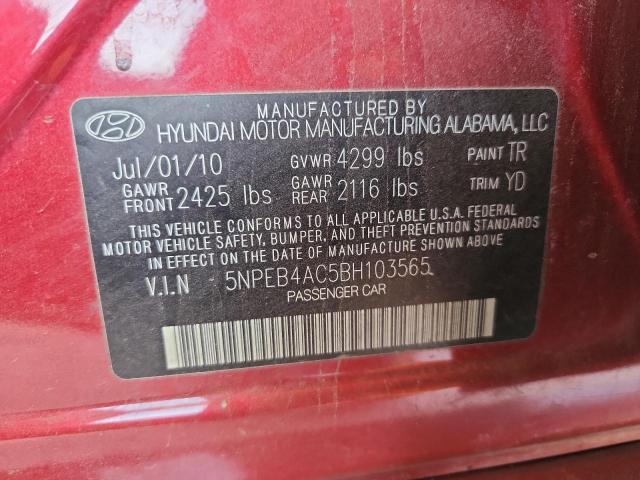 MANUFACTURED BY
HYUNDAI MOTOR MANUFACTURING ALABAMA, LLC
Jul/01/10 GVWR 4299 lbs PAINT TR
GAWR FRONT 2425 lbs GAWR REAR 2116 lbs TRIM YD
THIS VEHICLE CONFORMS TO ALL APPLICABLE U.S.A. FEDERAL
MOTOR VEHICLE SAFETY, BUMPER, AND THEFT PREVENTION STANDARDS
IN EFFECT ON THE DATE OF MANUFACTURE SHOWN ABOVE.
V.I.N 5NPEB4AC5BH103565
PASSENGER CAR